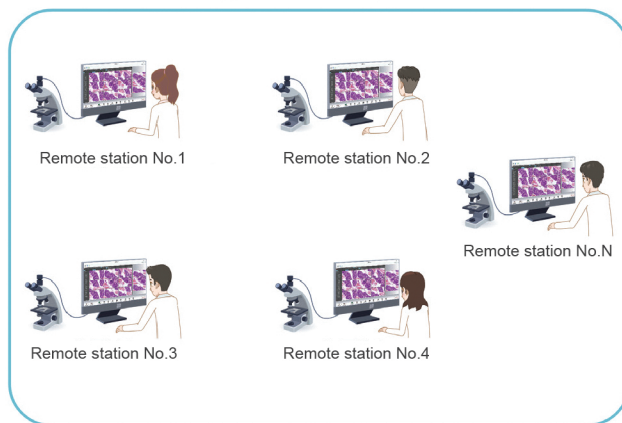 Remote station No.1
Remote station No.2
Remote station No.N
Remote station No.3
Remote station No.4